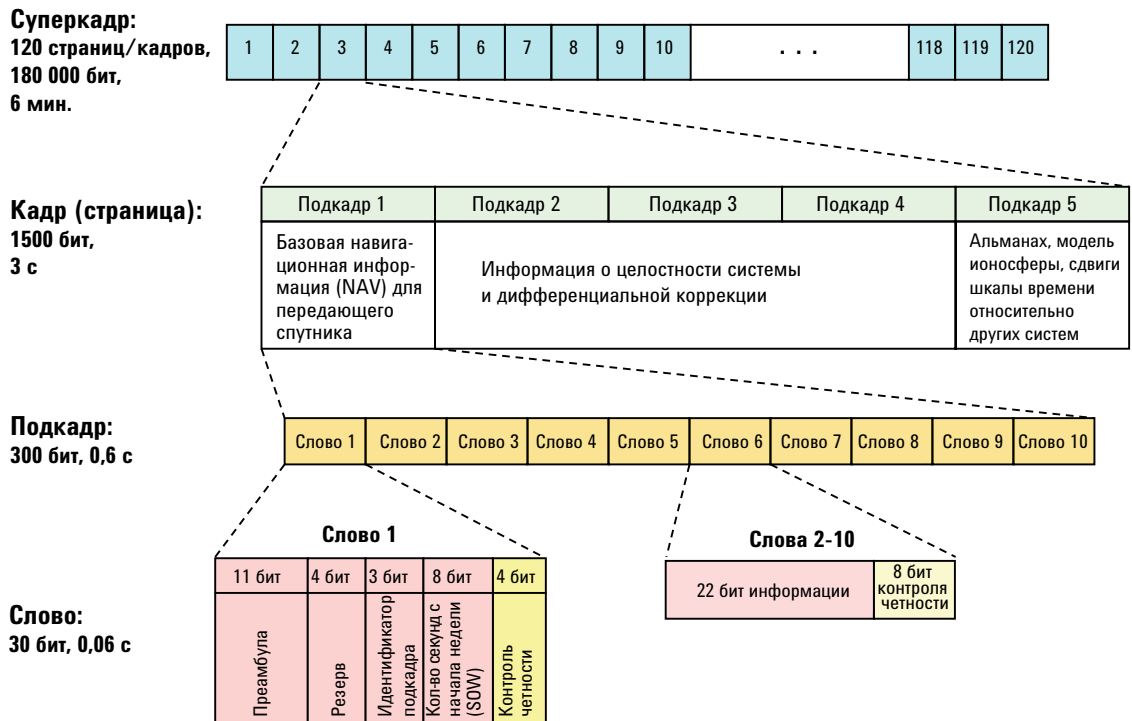 Суперкадр:
120 страниц/кадров,
180 000 бит,
6 мин.
1 2 3 4 5 6 7 8 9 10 . . . 118 119 120
Кадр (страница):
1500 бит,
3 с
Подкадр 1 Подкадр 2 Подкадр 3 Подкадр 4 Подкадр 5
Базовая навига-
ционная инфор-
мация (NAV) для
передающего
спутника
Информация о целостности системы
и дифференциальной коррекции
Альманах, модель
ионосферы, сдвиги
шкалы времени
относительно
других систем
Подкадр:
300 бит, 0,6 с
Слово 1 Слово 2 Слово 3 Слово 4 Слово 5 Слово 6 Слово 7 Слово 8 Слово 9 Слово 10
Слово:
30 бит, 0,06 с
Слово 1
11 бит 4 бит 3 бит 8 бит 4 бит
Преамбула
Резерв
Идентификатор
подкадра
Кол-во секунд с
начала недели
(SOW)
Контроль
четности
Слова 2-10
22 бит информации
8 бит
контроля
четности